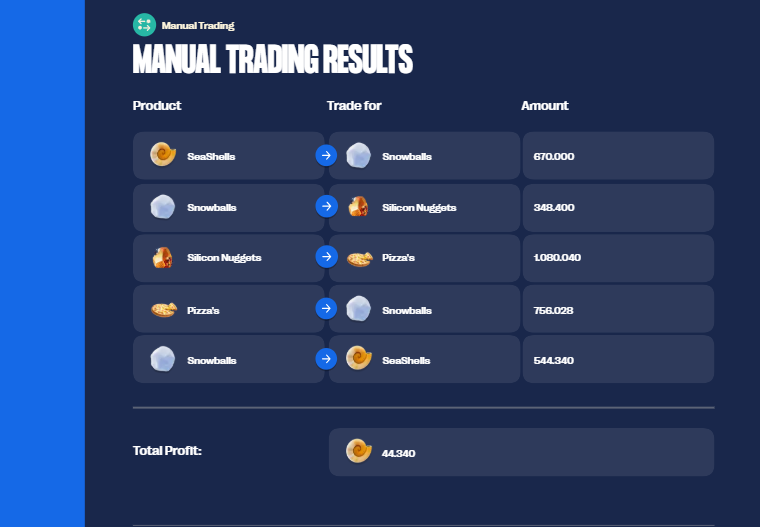 Manual Trading
MANUAL TRADING RESULTS
Product Trade for Amount
SeaShells Snowballs 670.000
Snowballs Silicon Nuggets 348.400
Silicon Nuggets Pizza's 1.080.040
Pizza's Snowballs 756.028
Snowballs SeaShells 544.340
Total Profit: 44.340